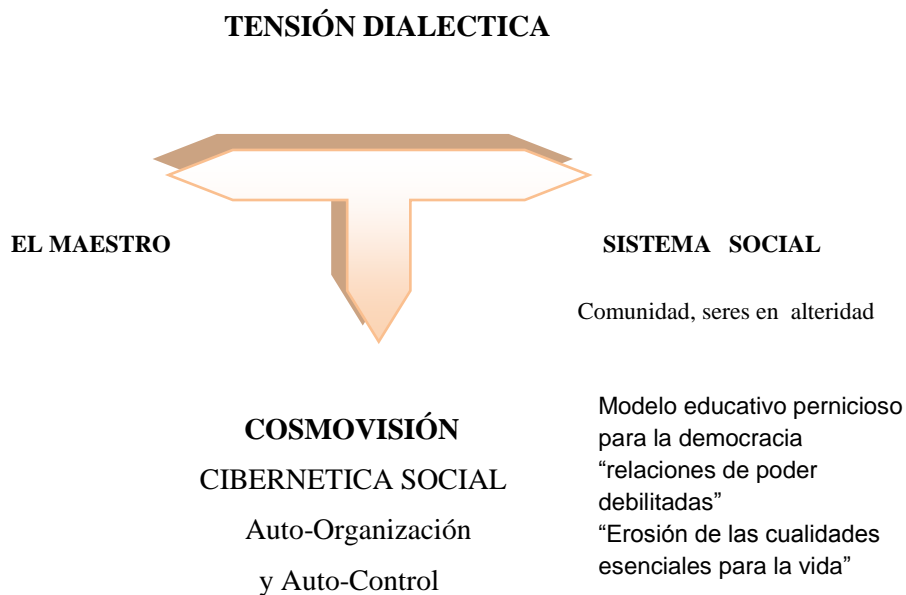 TENSIÓN DIALECTICA
EL MAESTRO
SISTEMA SOCIAL
Comunidad, seres en alteridad
COSMOVISIÓN
CIBERNETICA SOCIAL
Auto-Organización
y Auto-Control
Modelo educativo pernicioso
para la democracia
“relaciones de poder
debilitadas”
“Erosión de las cualidades
esenciales para la vida”